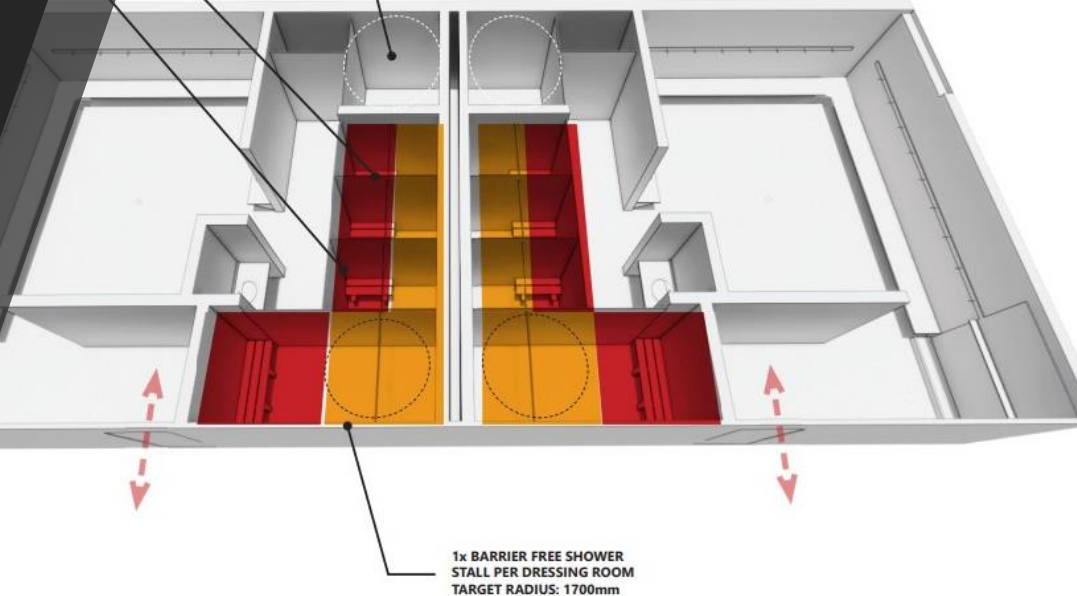 1x BARRIER FREE SHOWER
STALL PER DRESSING ROOM
TARGET RADIUS: 1700mm